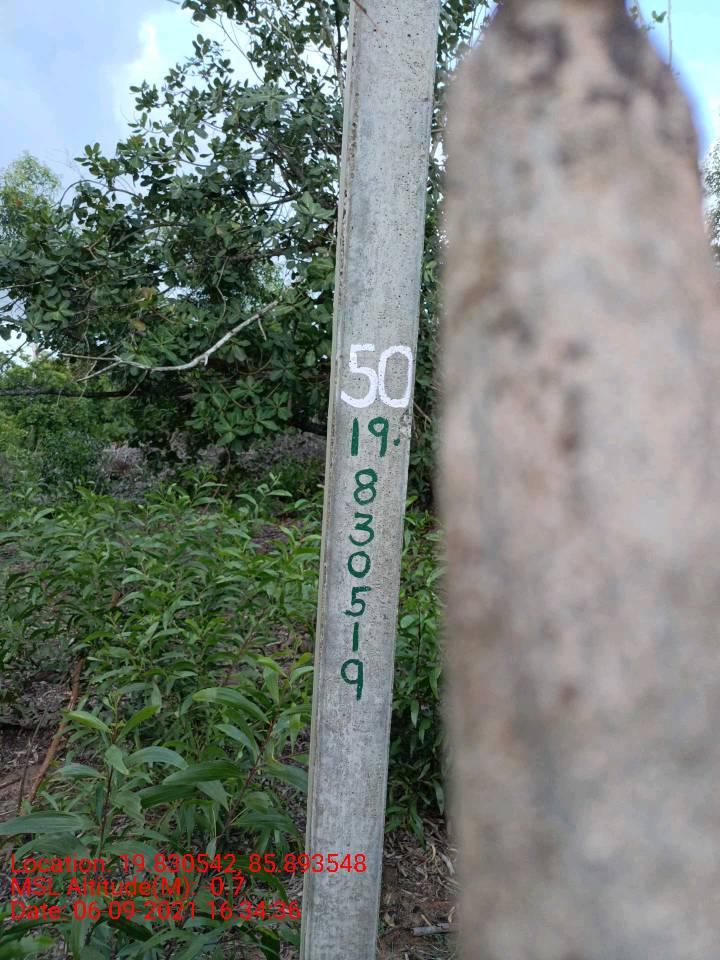 50
19.
8
3
0
5
1
9
Location: 19.830542, 85.893548
MSL Altitude(M): -0.7
Date: 06-09-2021 16:34:36